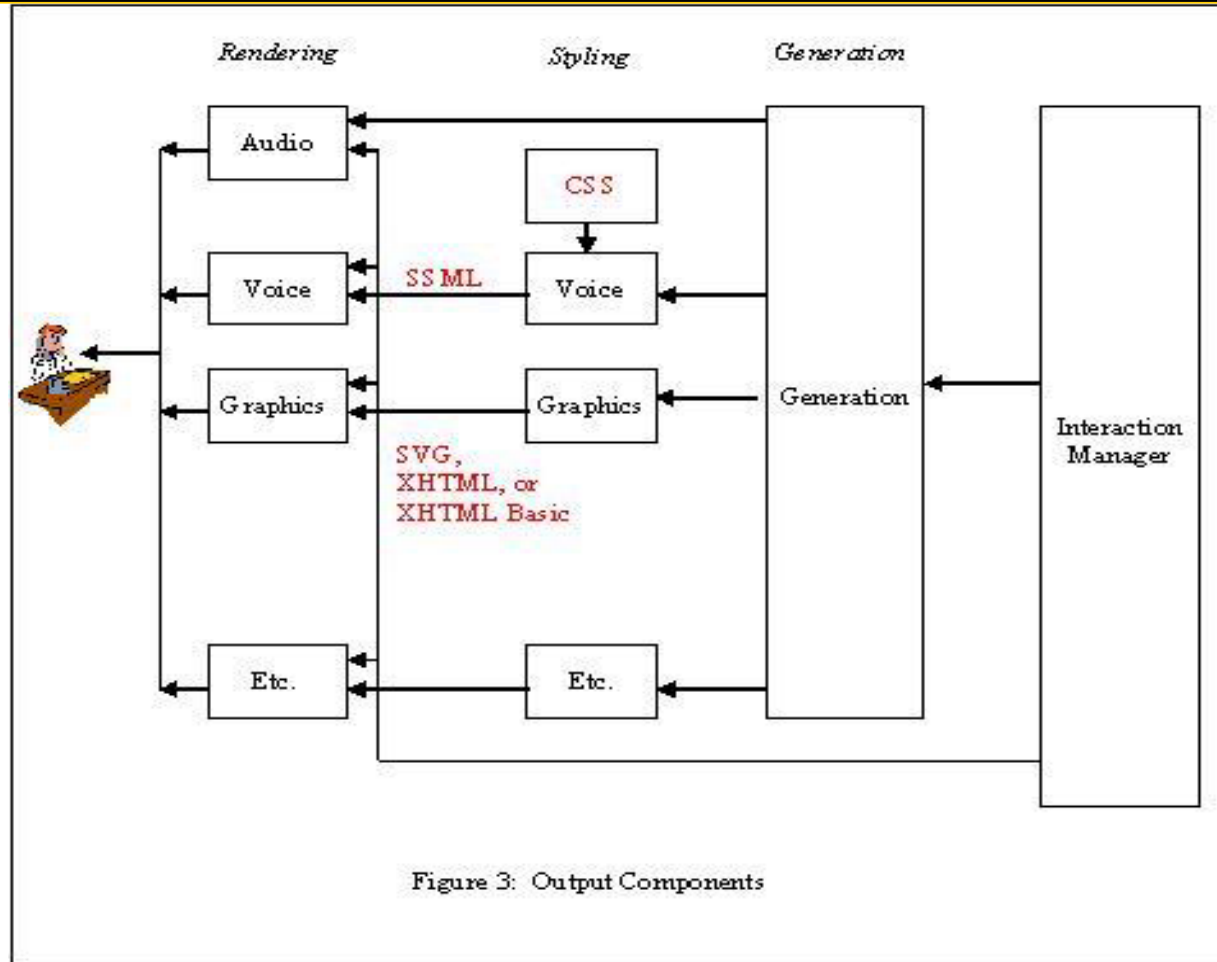 Rendering
Styling
Generation
Audio
CSS
Voice
SSML
Voice
Graphics
Graphics
Generation
Interaction
Manager
SVG,
XHTML, or
XHTML Basic
Etc.
Etc.
Figure 3: Output Components